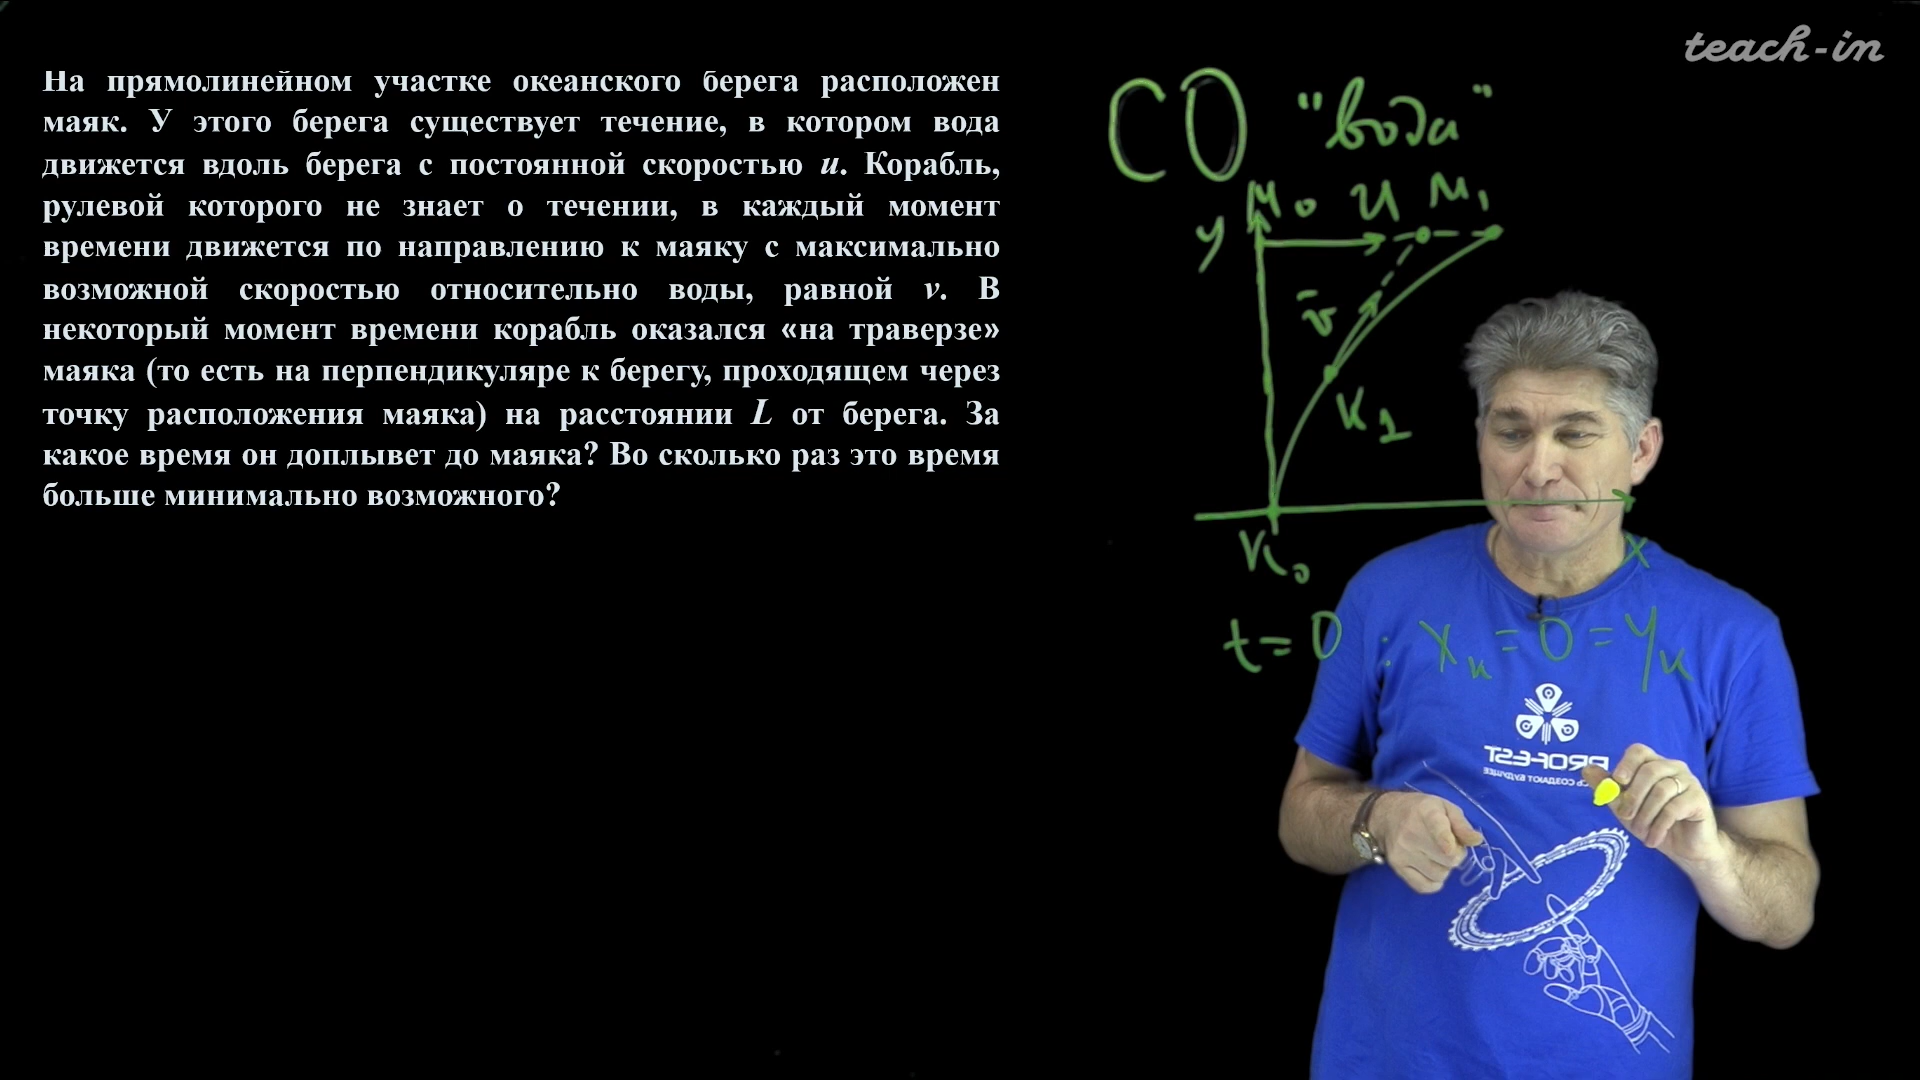 teach-in
На прямолинейном участке океанского берега расположен
маяк. У этого берега существует течение, в котором вода
движется вдоль берега с постоянной скоростью u. Корабль,
рулевой которого не знает о течении, в каждый момент
времени движется по направлению к маяку с максимально
возможной скоростью относительно воды, равной v. В
некоторый момент времени корабль оказался «на траверзе»
маяка (то есть на перпендикуляре к берегу, проходящем через
точку расположения маяка) на расстоянии L от берега. За
какое время он доплывет до маяка? Во сколько раз это время
больше минимально возможного?
СО "вода"
y M₀ u M₁
v̄
K₁
K₀
x
t=0 : xₖ=0=yₖ
PROFEST